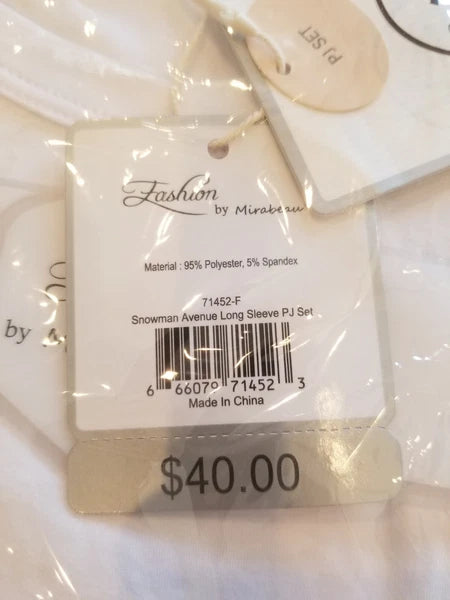 PJ SET
Fashion
by Mirabeau
Material : 95% Polyester, 5% Spandex
71452-F
Snowman Avenue Long Sleeve PJ Set
6 66079 71452 3
Made In China
$40.00
by